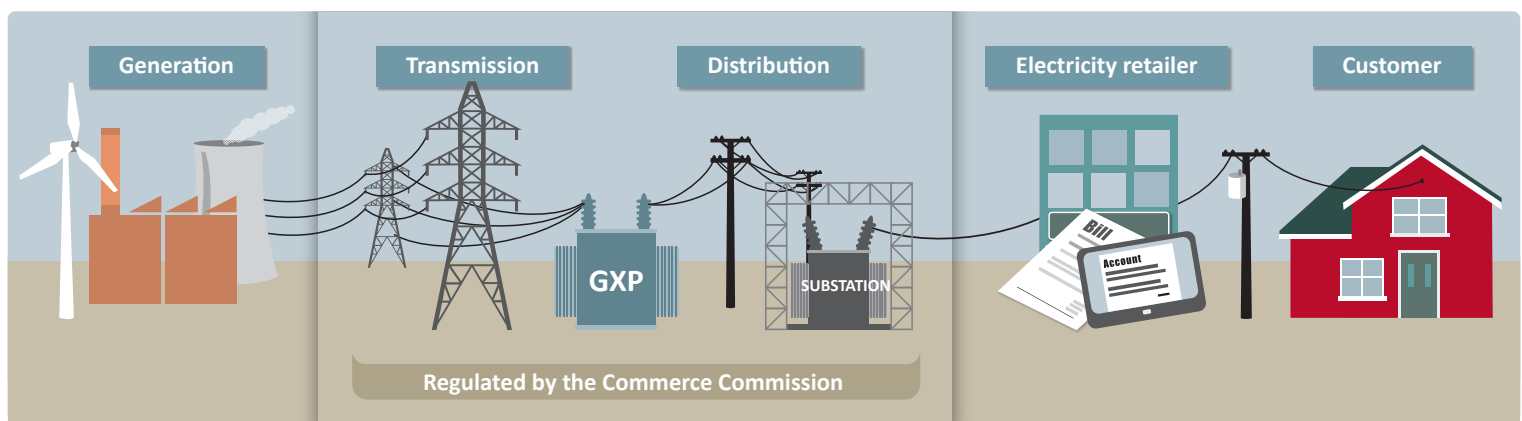 Generation
Transmission
Distribution
Electricity retailer
Customer
GXP
SUBSTATION
Bill
Account
Regulated by the Commerce Commission